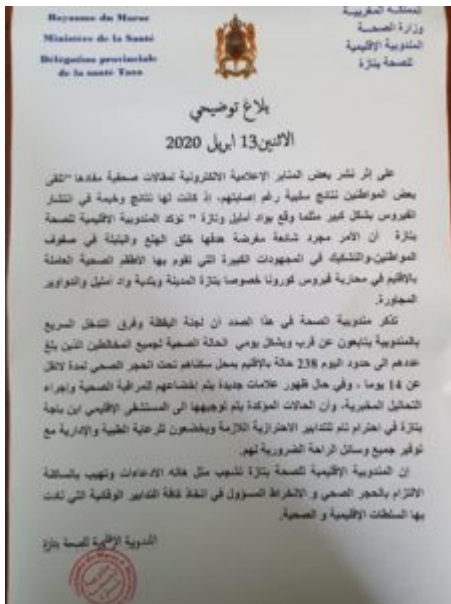 Royaume du Maroc
Ministère de la Santé
Délégation provinciale
de la santé Taza
المملكة المغربية
وزارة الصحة
المندوبية الإقليمية
للصحة بتازة
بلاغ توضيحي
الاثنين13 ابريل 2020
على إثر نشر بعض المنابر الإعلامية الالكترونية لمقالات صحفية مفادها "تلقى
بعض المواطنين نتائج سلبية رغم إصابتهم، إذ كانت لها نتائج وخيمة في انتشار
الفيروس بشكل كبير مثلما وقع بواد أمليل وتازة " تؤكد المندوبية الإقليمية للصحة
بتازة أن الأمر مجرد شائعة مغرضة هدفها خلق الهلع والبلبلة في صفوف
المواطنين والتشكيك في المجهودات الكبيرة التي تقوم بها الأطقم الصحية العاملة
بالإقليم في محاربة فيروس كورونا خصوصا بتازة المدينة وبلدية واد أمليل والدواوير
المجاورة.
تذكر مندوبية الصحة في هذا الصدد ان لجنة اليقظة وفرق التدخل السريع
بالمندوبية يتابعون عن قرب وبشكل يومي الحالة الصحية لجميع المخالطين الذين بلغ
عددهم الى حدود اليوم 238 حالة بالإقليم بمحل سكناهم تحت الحجر الصحي لمدة لاتقل
عن 14 يوما ، وفي حال ظهور علامات جديدة يتم إخضاعهم للمراقبة الصحية وإجراء
التحاليل المخبرية، وأن الحالات المؤكدة يتم توجيهها الى المستشفى الإقليمي ابن باجة
بتازة في احترام تام للتدابير الاحترازية اللازمة ويخضعون للرعاية الطبية والإدارية مع
توفير جميع وسائل الراحة الضرورية لهم.
إن المندوبية الإقليمية للصحة بتازة تشجب مثل هاته الادعاءات وتهيب بالساكنة
الالتزام بالحجر الصحي و الانخراط المسؤول في اتخاذ كافة التدابير الوقائية التي نادت
بها السلطات الإقليمية و الصحية.
المندوبية الإقليمية للصحة بتازة